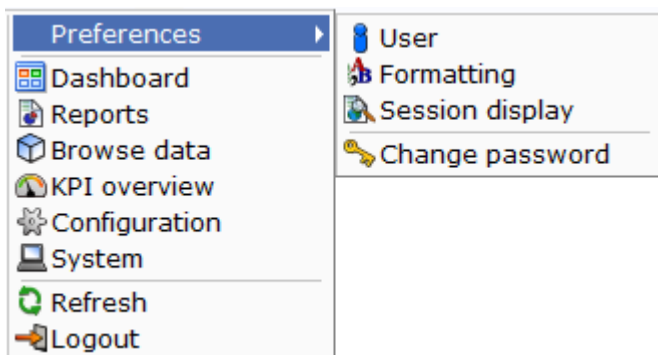 Preferences
Dashboard
Reports
Browse data
KPI overview
Configuration
System
Refresh
Logout
User
Formatting
Session display
Change password